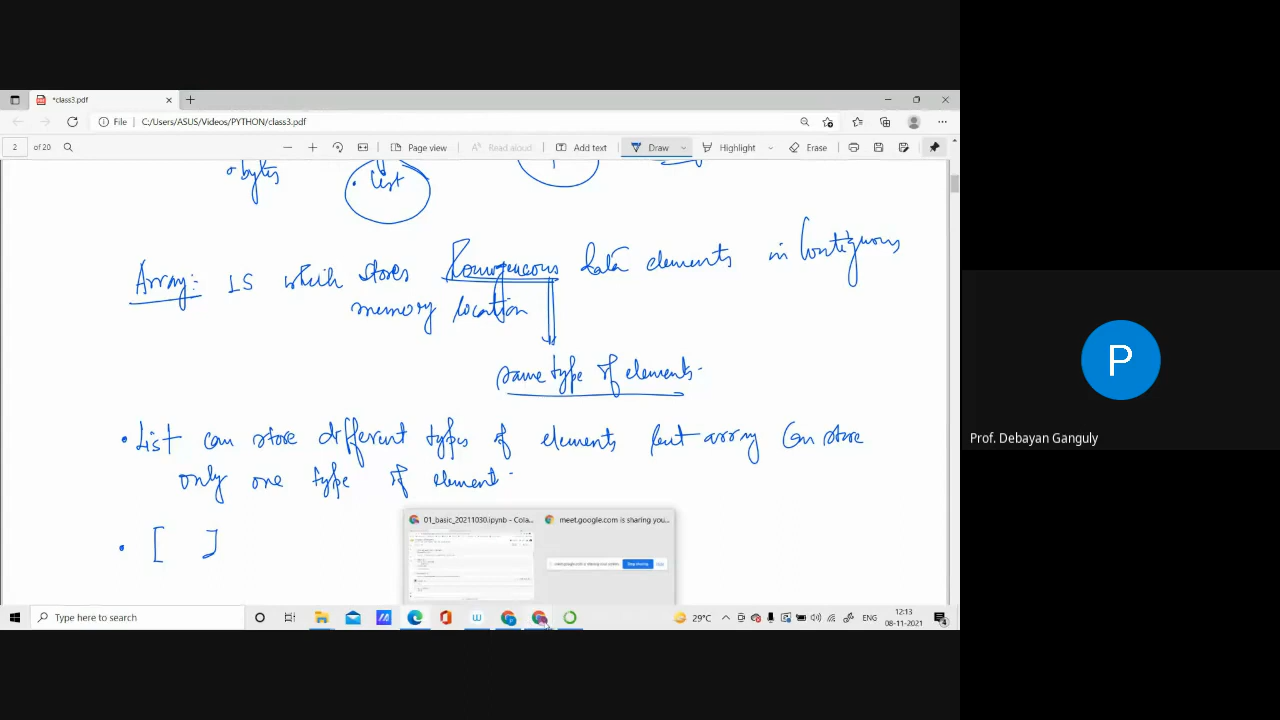 *class3.pdf
File C:/Users/ASUS/Videos/PYTHON/class3.pdf
2 of 20 Page view Read aloud Add text Draw Highlight Erase
• bytes • List
Array: IS which stores Homogeneous data elements in Contiguous
memory location
same type of elements.
• List can store different types of elements but array can store
only one type of element.
• [ ]
01_basic_20211030.ipynb - Cola... meet.google.com is sharing you...
Stop sharing
Type here to search
29°C ENG 12:13
08-11-2021
4
P
Prof. Debayan Ganguly